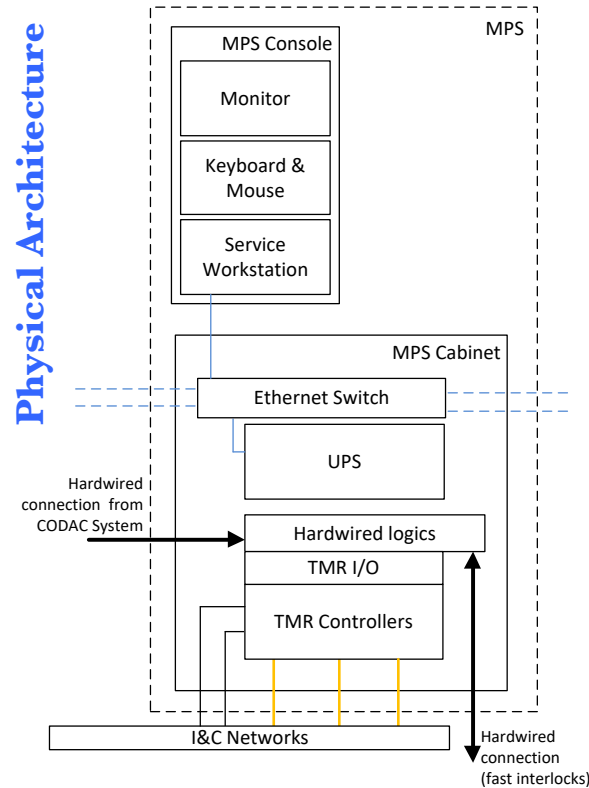 Physical Architecture
MPS
MPS Console
Monitor
Keyboard &
Mouse
Service
Workstation
MPS Cabinet
Ethernet Switch
UPS
Hardwired
connection from
CODAC System
Hardwired logics
TMR I/O
TMR Controllers
I&C Networks
Hardwired
connection
(fast interlocks)